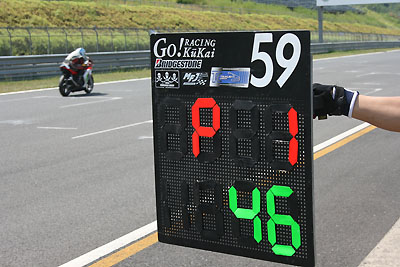 Go! RACING
KuKai
59
BRIDGESTONE
P 1
46